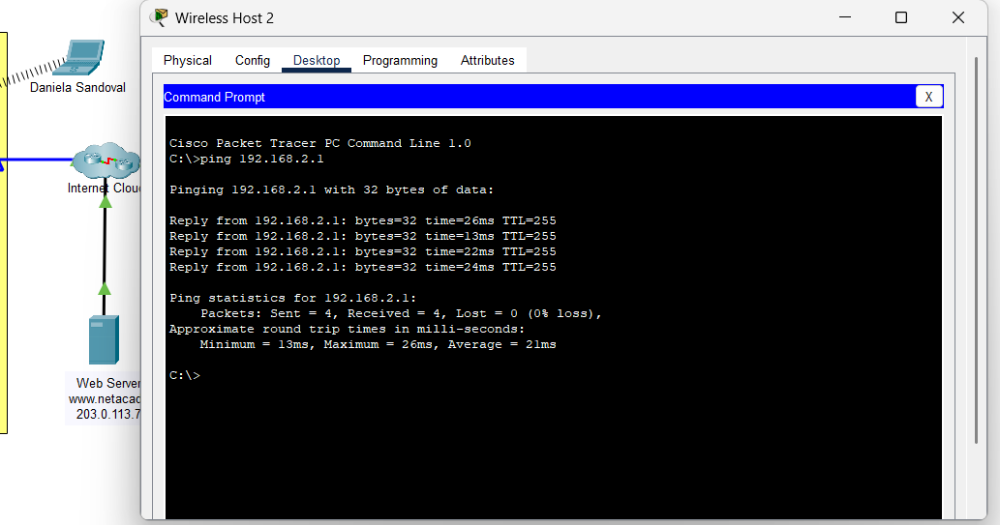 Wireless Host 2
Physical Config Desktop Programming Attributes
Command Prompt
X
Cisco Packet Tracer PC Command Line 1.0
C:\>ping 192.168.2.1
Pinging 192.168.2.1 with 32 bytes of data:
Reply from 192.168.2.1: bytes=32 time=26ms TTL=255
Reply from 192.168.2.1: bytes=32 time=13ms TTL=255
Reply from 192.168.2.1: bytes=32 time=22ms TTL=255
Reply from 192.168.2.1: bytes=32 time=24ms TTL=255
Ping statistics for 192.168.2.1:
Packets: Sent = 4, Received = 4, Lost = 0 (0% loss),
Approximate round trip times in milli-seconds:
Minimum = 13ms, Maximum = 26ms, Average = 21ms
C:\>
Daniela Sandoval
Internet Clou
Web Server
www.netacad
203.0.113.7